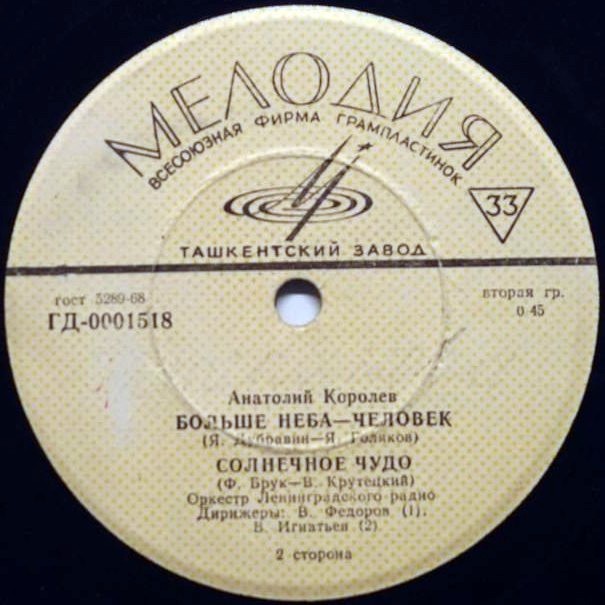 МЕЛОДИЯ
ВСЕСОЮЗНАЯ ФИРМА ГРАМПЛАСТИНОК
33
ТАШКЕНТСКИЙ ЗАВОД
гост 5289-68
вторая гр.
ГД-0001518
0-45
Анатолий Королев
БОЛЬШЕ НЕБА—ЧЕЛОВЕК
(Я. Дубравин—Я. Голяков)
СОЛНЕЧНОЕ ЧУДО
(Ф. Брук—В. Крутецкий)
Оркестр Ленинградского радио
Дирижеры: В. Федоров (1).
В. Игнатьев (2)
2 сторона